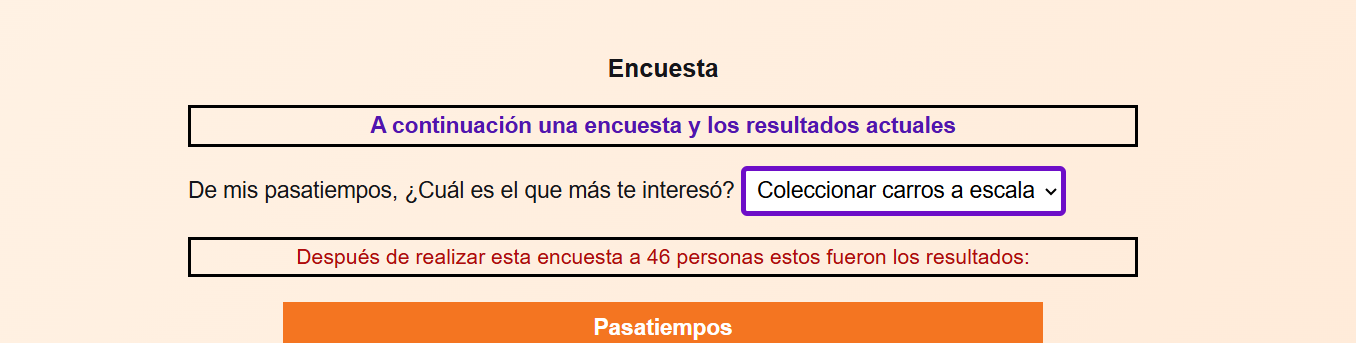 Encuesta
A continuación una encuesta y los resultados actuales
De mis pasatiempos, ¿Cuál es el que más te interesó? Coleccionar carros a escala
Después de realizar esta encuesta a 46 personas estos fueron los resultados:
Pasatiempos